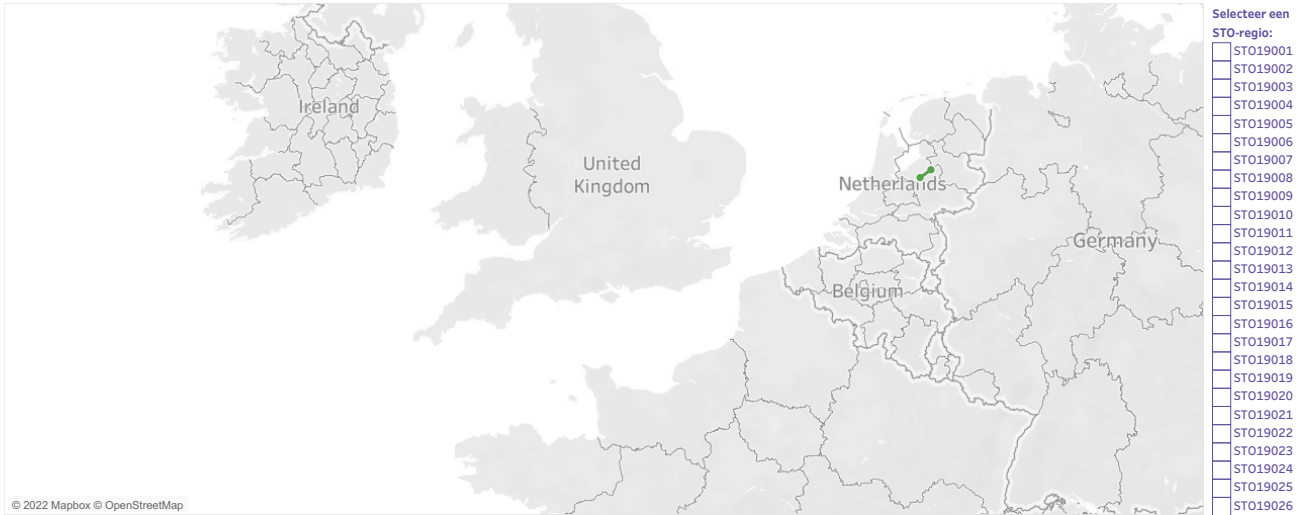 Selecteer een
STO-regio:
STO19001
STO19002
STO19003
STO19004
STO19005
STO19006
STO19007
STO19008
STO19009
STO19010
STO19011
STO19012
STO19013
STO19014
STO19015
STO19016
STO19017
STO19018
STO19019
STO19020
STO19021
STO19022
STO19023
STO19024
STO19025
STO19026
Ireland
United
Kingdom
Netherlands
Germany
Belgium
© 2022 Mapbox © OpenStreetMap